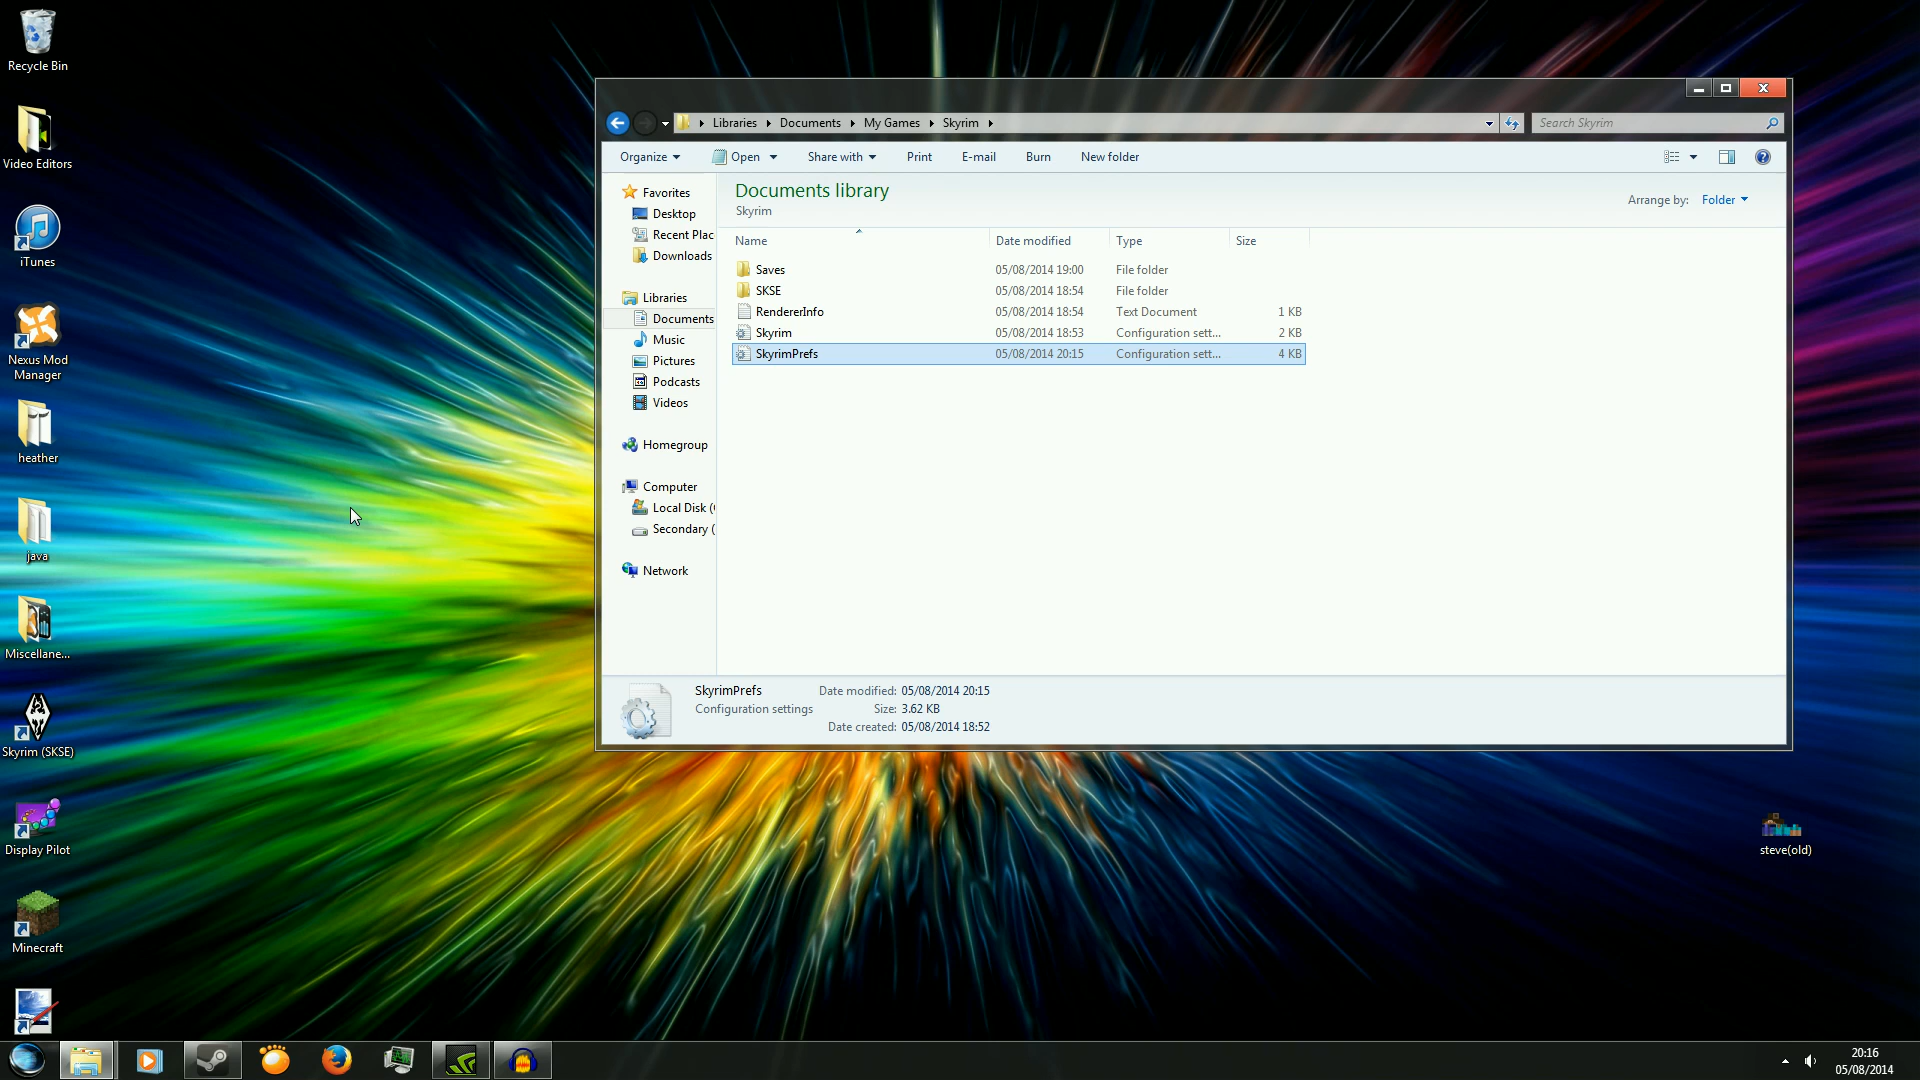 Recycle Bin
Video Editors
iTunes
Nexus Mod
Manager
heather
java
Miscellane...
Skyrim (SKSE)
Display Pilot
Minecraft
Libraries Documents My Games Skyrim
Search Skyrim
Organize Open Share with Print E-mail Burn New folder
Favorites
Desktop
Recent Plac
Downloads
Libraries
Documents
Music
Pictures
Podcasts
Videos
Homegroup
Computer
Local Disk (
Secondary (
Network
Documents library
Skyrim
Arrange by: Folder
Name Date modified Type Size
Saves 05/08/2014 19:00 File folder
SKSE 05/08/2014 18:54 File folder
RendererInfo 05/08/2014 18:54 Text Document 1 KB
Skyrim 05/08/2014 18:53 Configuration sett... 2 KB
SkyrimPrefs 05/08/2014 20:15 Configuration sett... 4 KB
SkyrimPrefs Date modified: 05/08/2014 20:15
Configuration settings Size: 3.62 KB
Date created: 05/08/2014 18:52
steve(old)
20:16
05/08/2014